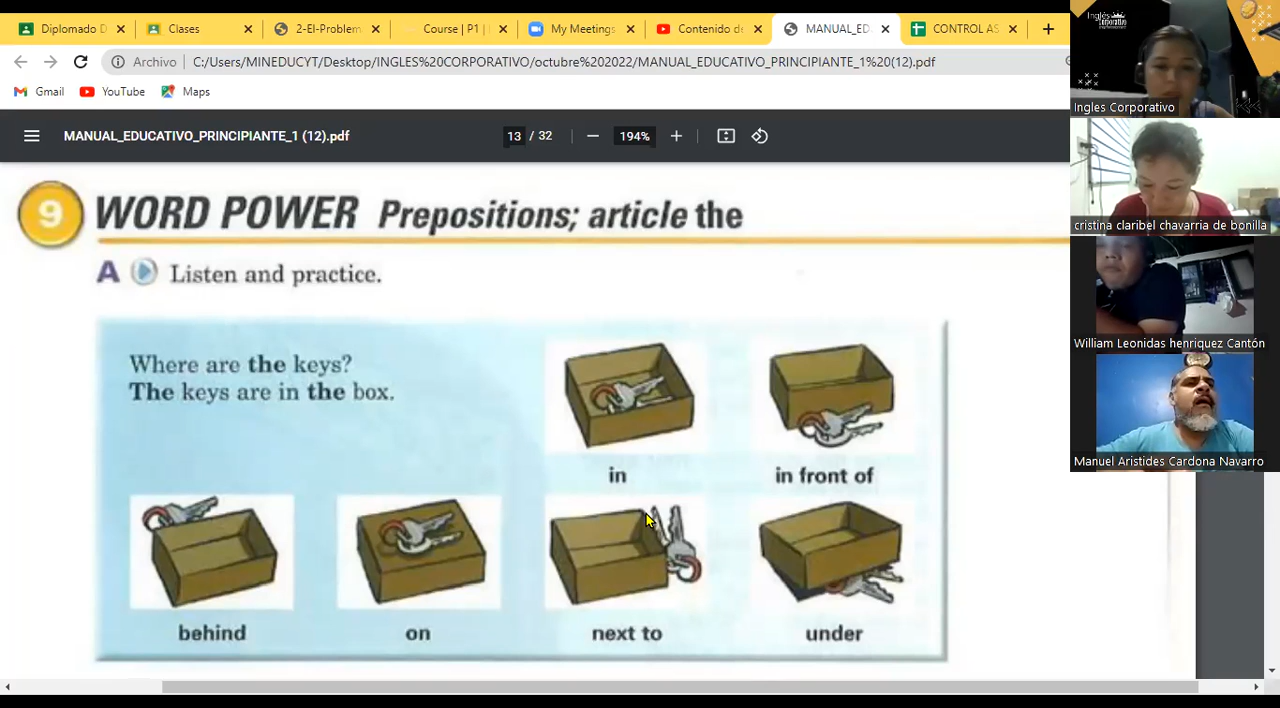 Diplomado D
Clases
2-El-Problem
Course | P1 |
My Meetings
Contenido de
MANUAL_ED
CONTROL AS
Archivo
C:/Users/MINEDUCYT/Desktop/INGLES%20CORPORATIVO/octubre%202022/MANUAL_EDUCATIVO_PRINCIPIANTE_1%20(12).pdf
Gmail
YouTube
Maps
MANUAL_EDUCATIVO_PRINCIPIANTE_1 (12).pdf
13 / 32
194%
9 WORD POWER Prepositions; article the
A Listen and practice.
Where are the keys?
The keys are in the box.
in
in front of
behind
on
next to
under
Inglés
Corporativo
Ingles Corporativo
cristina claribel chavarria de bonilla
William Leonidas henriquez Cantón
Manuel Aristides Cardona Navarro